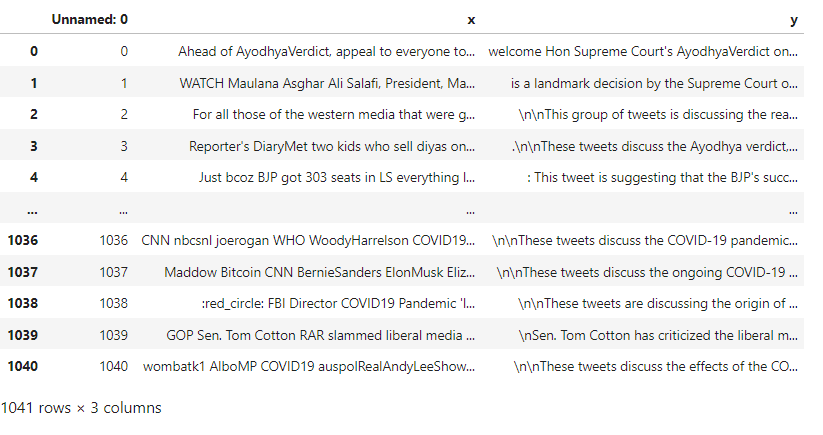 Unnamed: 0 x y
0 0 Ahead of AyodhyaVerdict, appeal to everyone to... welcome Hon Supreme Court's AyodhyaVerdict on...
1 1 WATCH Maulana Asghar Ali Salafi, President, Ma... is a landmark decision by the Supreme Court o...
2 2 For all those of the western media that were g... \n\nThis group of tweets is discussing the rea...
3 3 Reporter's DiaryMet two kids who sell diyas on... .\n\nThese tweets discuss the Ayodhya verdict,...
4 4 Just bcoz BJP got 303 seats in LS everything I... : This tweet is suggesting that the BJP's succ...
... ... ... ...
1036 1036 CNN nbcsnl joerogan WHO WoodyHarrelson COVID19... \n\nThese tweets discuss the COVID-19 pandemic...
1037 1037 Maddow Bitcoin CNN BernieSanders ElonMusk Eliz... \n\nThese tweets discuss the ongoing COVID-19 ...
1038 1038 :red_circle: FBI Director COVID19 Pandemic 'l... \n\nThese tweets are discussing the origin of ...
1039 1039 GOP Sen. Tom Cotton RAR slammed liberal media ... \nSen. Tom Cotton has criticized the liberal m...
1040 1040 wombatk1 AlboMP COVID19 auspolRealAndyLeeShow... \n\nThese tweets discuss the effects of the CO...
1041 rows × 3 columns